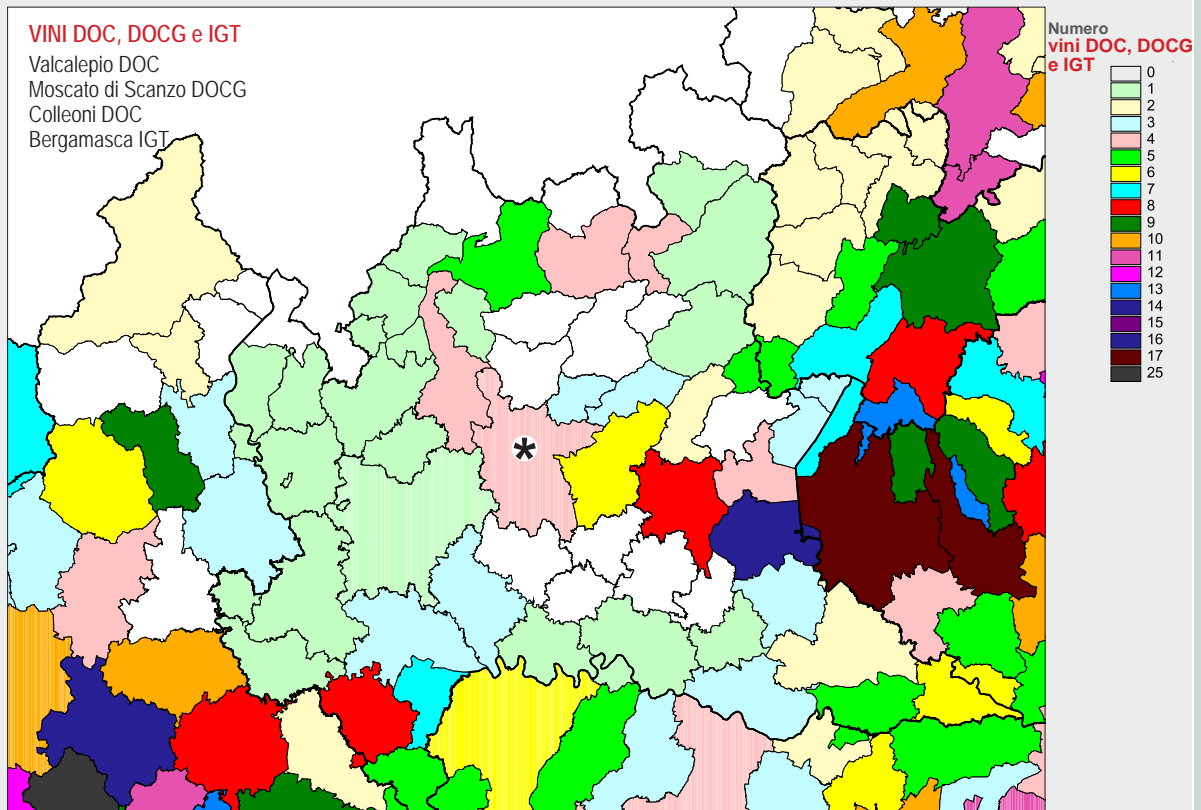 VINI DOC, DOCG e IGT
Valcalepio DOC
Moscato di Scanzo DOCG
Colleoni DOC
Bergamasca IGT
*
Numero
vini DOC, DOCG
e IGT
0
1
2
3
4
5
6
7
8
9
10
11
12
13
14
15
16
17
25